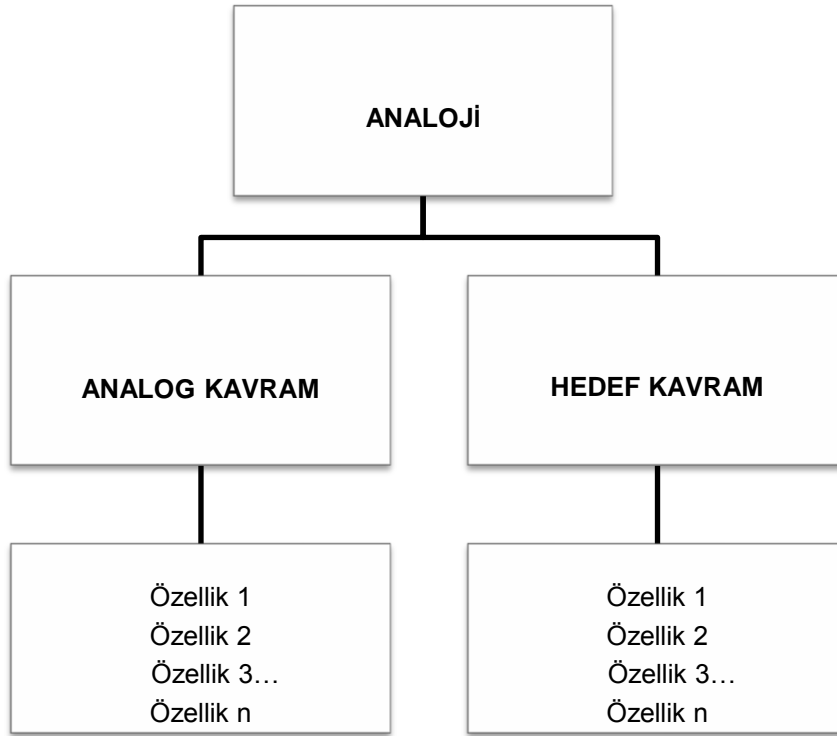 ANALOJİ
ANALOG KAVRAM
HEDEF KAVRAM
Özellik 1
Özellik 2
Özellik 3…
Özellik n
Özellik 1
Özellik 2
Özellik 3…
Özellik n